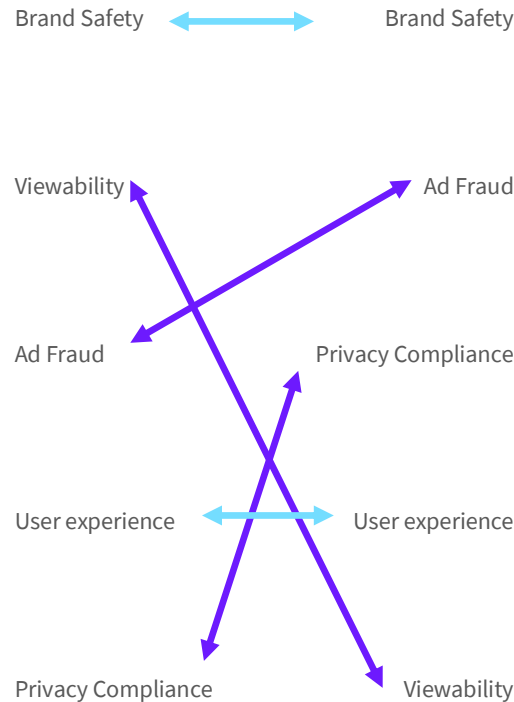 Brand Safety
Brand Safety
Viewability
Ad Fraud
Ad Fraud
Privacy Compliance
User experience
User experience
Privacy Compliance
Viewability